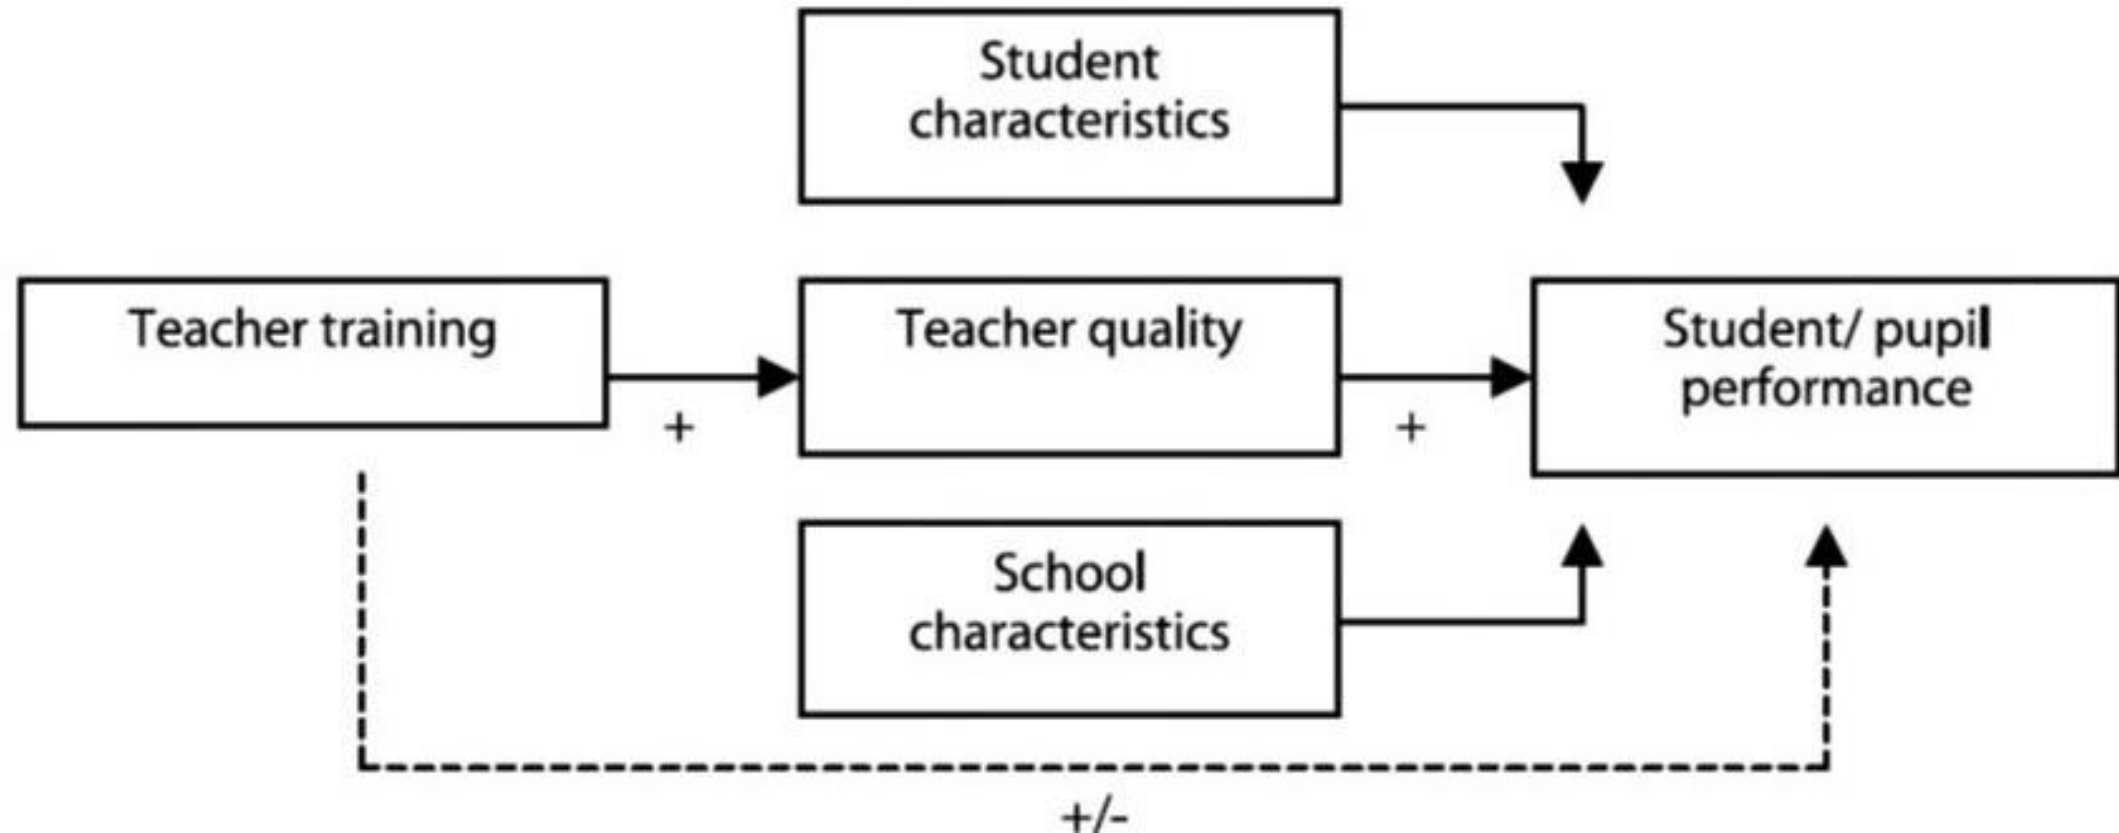 Student
characteristics
Teacher training
Teacher quality
Student/ pupil
performance
+
+
School
characteristics
+/-